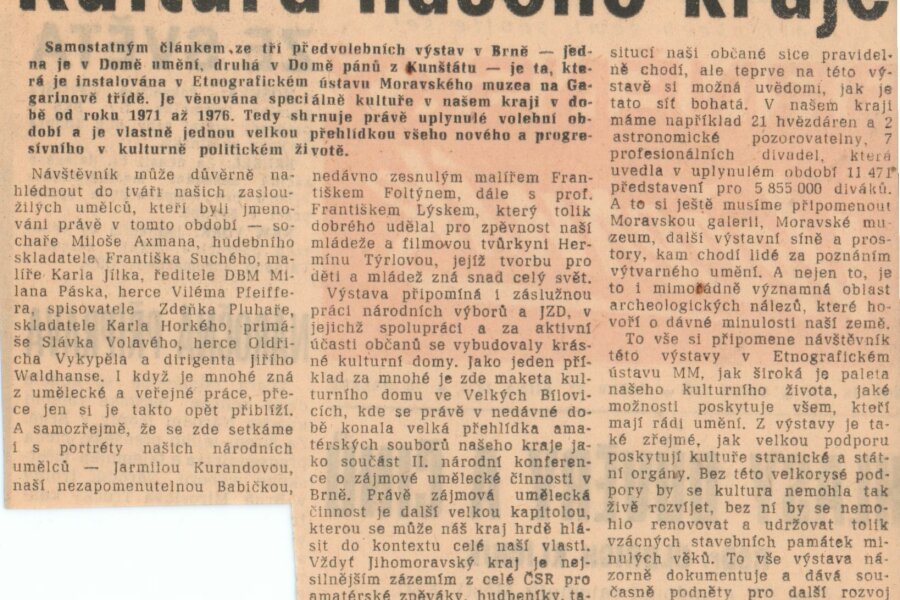 Kultura našeho kraje
Samostatným článkem ze tří předvolebních výstav v Brně — jed-
na je v Domě umění, druhá v Domě pánů z Kunštátu — je ta, kte-
rá je instalována v Etnografickém ústavu Moravského muzea na Ga-
garinově třídě. Je věnována speciálně kultuře v našem kraji v do-
bě od roku 1971 až 1976. Tedy shrnuje právě uplynulé volební ob-
dobí a je vlastně jednou velkou přehlídkou všeho nového a progre-
sívního v kulturně politickém životě.
Návštěvník může důvěrně na-
hlédnout do tváří našich zaslou-
žilých umělců, kteří byli jmeno-
váni právě v tomto období — so-
chaře Miloše Axmana, hudebního
skladatele Františka Suchého, ma-
líře Karla Jílka, ředitele DBM Mi-
lana Páska, herce Viléma Pfeiffe-
ra, spisovatele Zdeňka Pluhaře,
skladatele Karla Horkého, primá-
še Slávka Volavého, herce Oldři-
cha Vykypěla a dirigenta Jiřího
Waldhanse. I když je mnohé zná
z umělecké a veřejné práce, pře-
ce jen si je takto opět přiblíží.
A samozřejmě, že se zde setkáme
i s portréty našich národních
umělců — Jarmilou Kurandovou,
naší nezapomenutelnou Babičkou,
nedávno zesnulým malířem Fran-
tiškem Foltýnem, dále s prof.
Františkem Lýskem, který tolik
dobrého udělal pro zpěvnost naší
mládeže a filmovou tvůrkyní Her-
mínu Týrlovou, jejíž tvorbu pro
děti a mládež zná snad celý svět.
Výstava připomíná i záslužnou
práci národních výborů a JZD, v
jejichž spolupráci a za aktivní
účasti občanů se vybudovaly krás-
né kulturní domy. Jako jeden pří-
klad za mnohé je zde maketa kul-
turního domu ve Velkých Bílovi-
cích, kde se právě v nedávné do-
bě konala velká přehlídka ama-
térských souborů našeho kraje ja-
ko součást II. národní konferen-
ce o zájmové umělecké činnosti v
Brně. Právě zájmová umělecká
činnost je další velkou kapitolou,
kterou se může náš kraj hrdě hlá-
sit do kontextu celé naší vlasti.
Vždyť Jihomoravský kraj je nej-
silnějším zázemím z celé ČSR pro
amatérské zpěváky, hudebníky, ta-
situcí naši občané sice pravidel-
ně chodí, ale teprve na této vý-
stavě si možná uvědomí, jak je
tato síť bohatá. V našem kraji
máme například 21 hvězdáren a 2
astronomické pozorovatelny, 7
profesionálních divadel, která
uvedla v uplynulém období 11 471
představení pro 5 855 000 diváků.
A to si ještě musíme připomenout
Moravskou galerii, Moravské mu-
zeum, další výstavní síně a pros-
tory, kam chodí lidé za poznáním
výtvarného umění. A nejen to, je
to i mimořádně významná oblast
archeologických nálezů, které ho-
voří o dávné minulosti naší země.
To vše si připomene návštěvník
této výstavy v Etnografickém
ústavu MM, jak široká je paleta
našeho kulturního života, jaké
možnosti poskytuje všem, kteří
mají rádi umění. Z výstavy je ta-
ké zřejmé, jak velkou podporu
poskytují kultuře stranické a stát-
ní orgány. Bez této velkorysé pod-
pory by se kultura nemohla tak
živě rozvíjet, bez ní by se nemo-
hlo renovovat a udržovat tolik
vzácných stavebních památek mi-
nulých věků. To vše výstava ná-
zorně dokumentuje a dává sou-
časně podněty pro další rozvoj